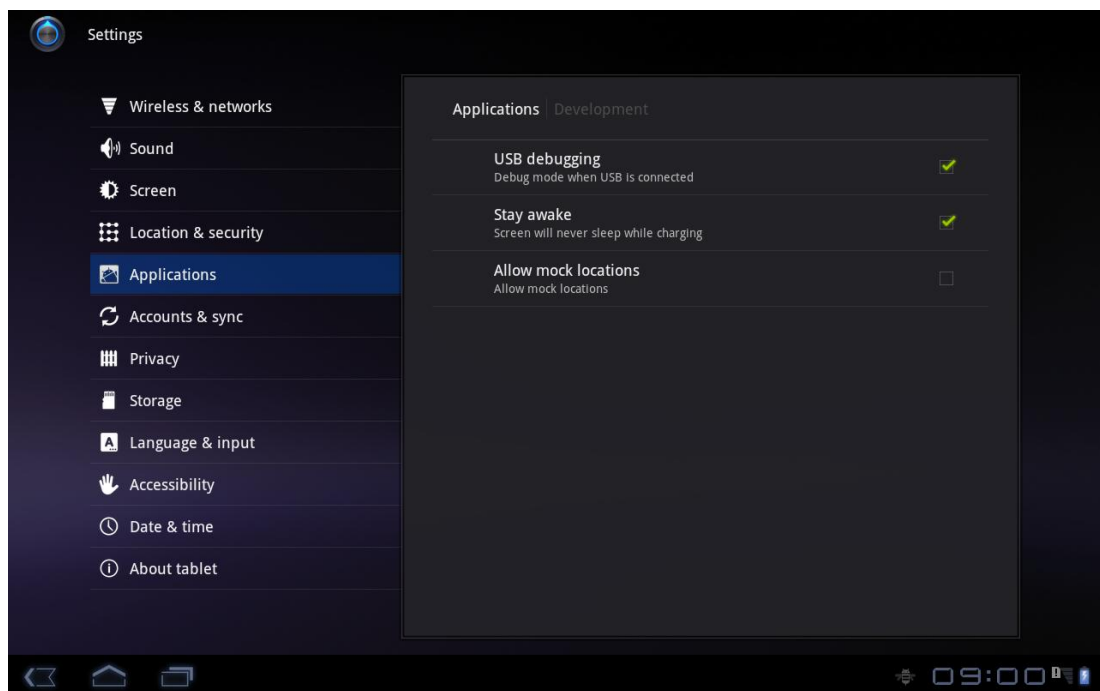 Settings
Wireless & networks
Sound
Screen
Location & security
Applications
Accounts & sync
Privacy
Storage
Language & input
Accessibility
Date & time
About tablet
Applications Development
USB debugging
Debug mode when USB is connected
Stay awake
Screen will never sleep while charging
Allow mock locations
Allow mock locations
09:00